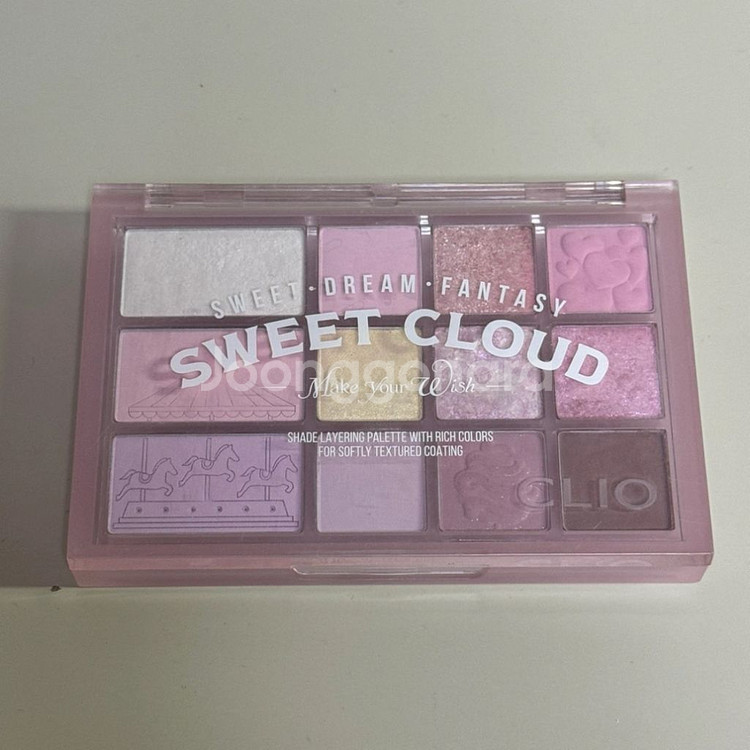 SWEET • DREAM • FANTASY
SWEET CLOUD
Joonggonara
— Make your Wish —
SHADE LAYERING PALETTE WITH RICH COLORS
FOR SOFTLY TEXTURED COATING
CLIO